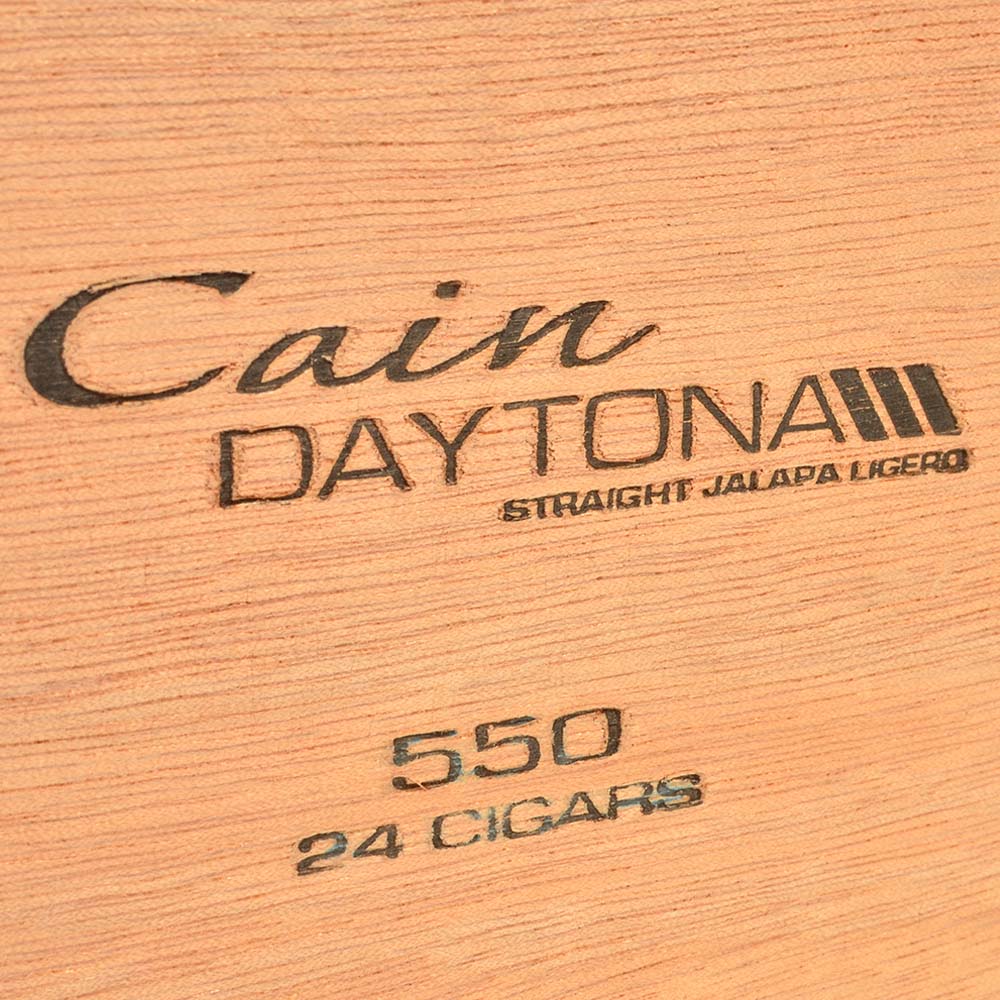 Cain
DAYTONA
STRAIGHT JALAPA LIGERO
550
24 CIGARS